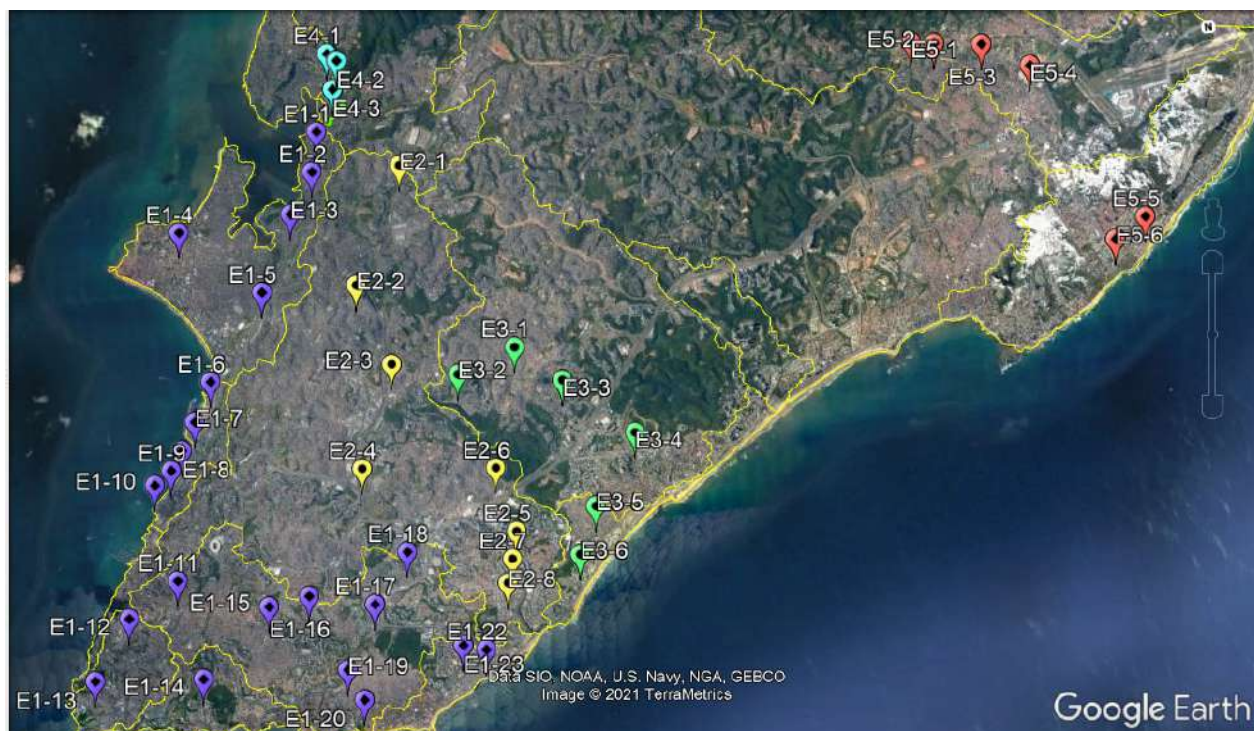 E4-1
E5-2
E5-1
N
E5-3
E5-4
E4-2
E4-3
E1-1
E1-2
E2-1
E1-3
E1-4
E5-5
E5-6
E1-5
E2-2
E3-1
E2-3
E3-2
E1-6
E3-3
E1-7
E3-4
E1-9
E2-4
E2-6
E1-8
E1-10
E3-5
E2-5
E2-7
E3-6
E1-18
E1-11
E2-8
E1-17
E1-15
E1-12
E1-16
E1-22
E1-23
E1-19
E1-14
E1-13
E1-20
Data SIO, NOAA, U.S. Navy, NGA, GEBCO
Image © 2021 TerraMetrics
Google Earth